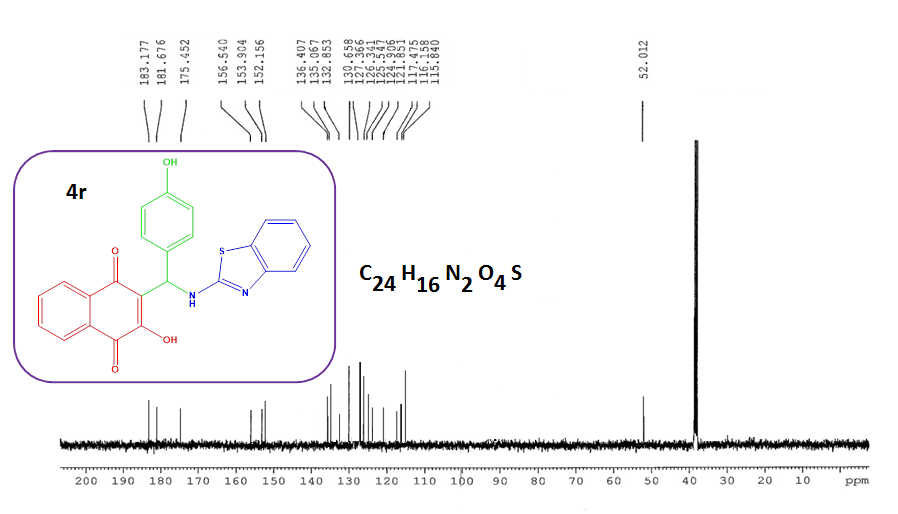 183.177
181.676
175.452
156.540
153.904
152.156
136.407
135.067
132.853
130.658
127.366
126.341
125.547
124.906
121.851
117.475
116.158
115.840
52.012
4r
OH
S
O
N
H
N
OH
O
C24 H16 N2 O4 S
200 190 180 170 160 150 140 130 120 110 100 90 80 70 60 50 40 30 20 10 ppm